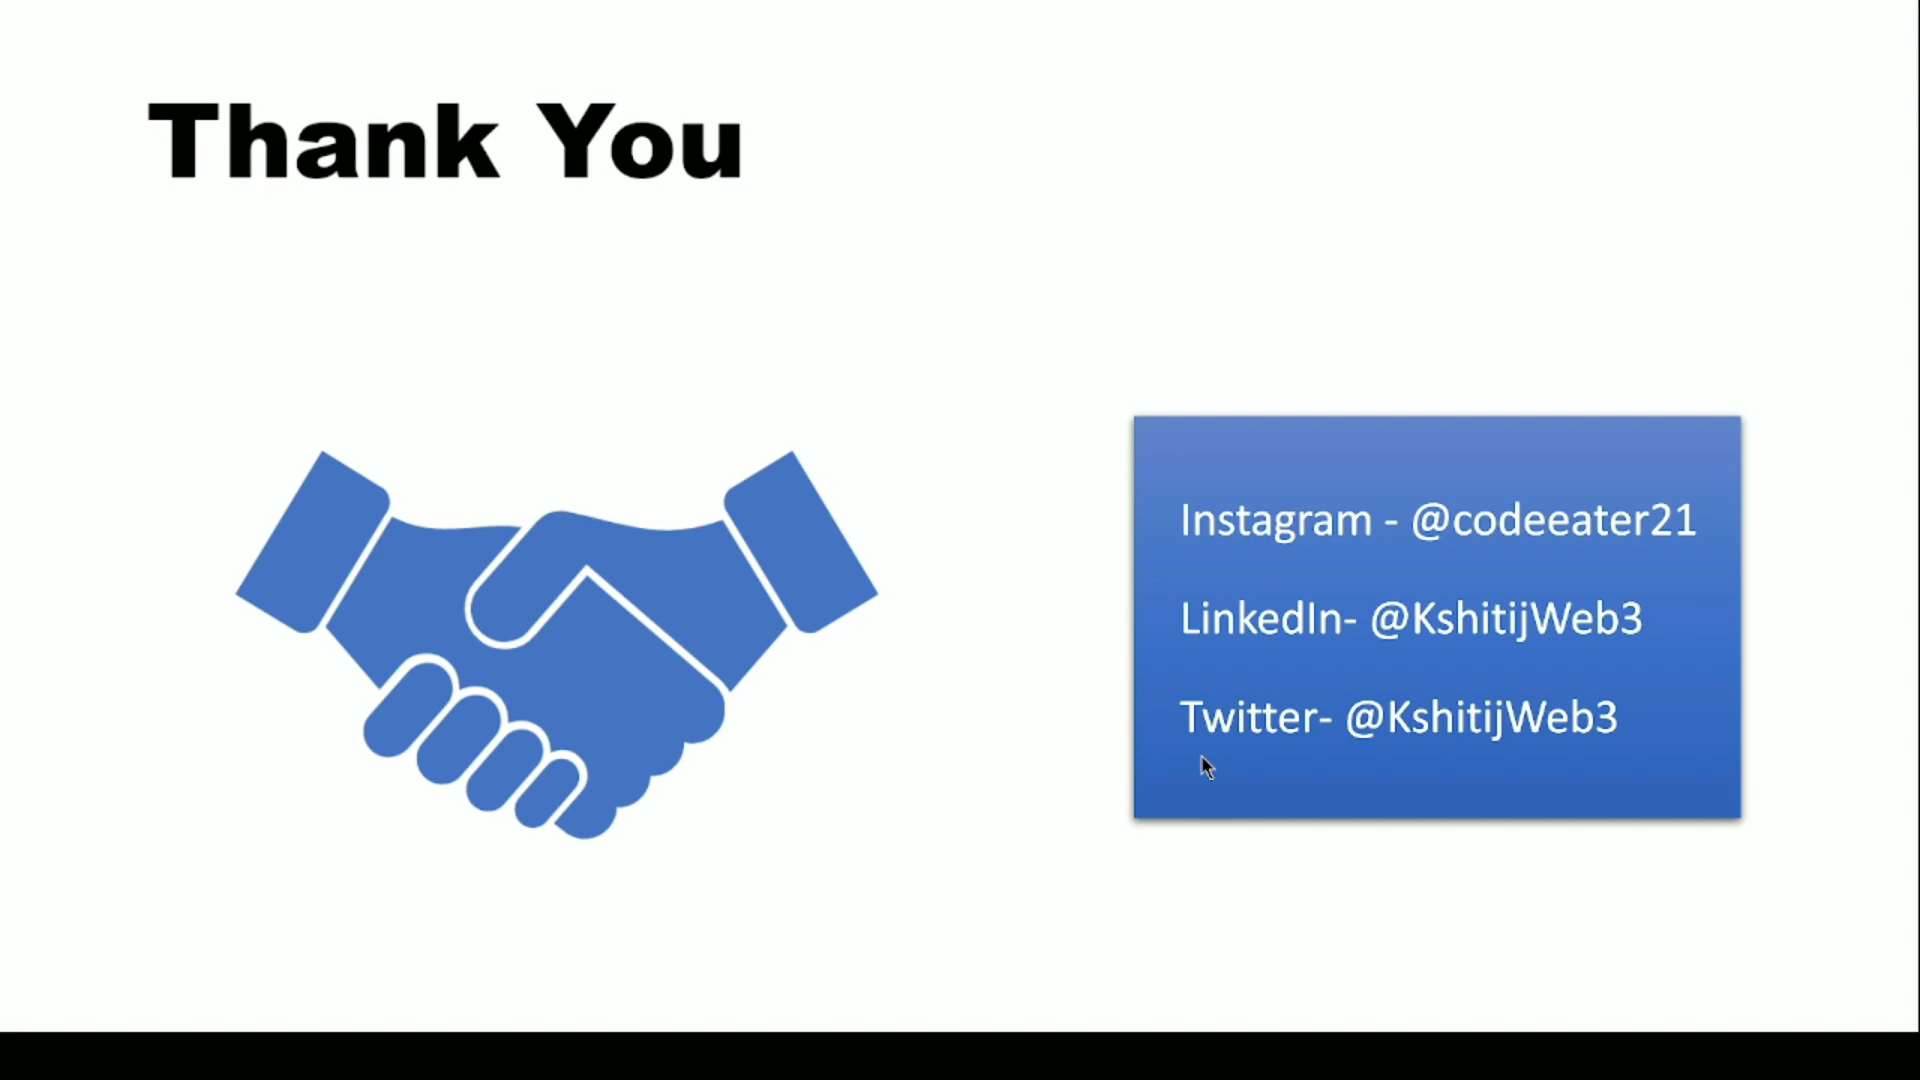 Thank You
Instagram - @codeeater21
LinkedIn- @KshitijWeb3
Twitter- @KshitijWeb3